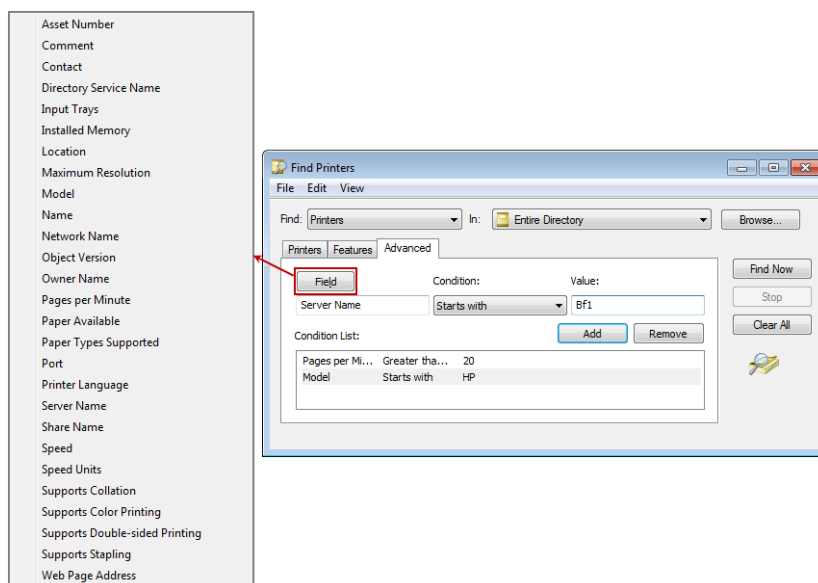 Asset Number
Comment
Contact
Directory Service Name
Input Trays
Installed Memory
Location
Maximum Resolution
Model
Name
Network Name
Object Version
Owner Name
Pages per Minute
Paper Available
Paper Types Supported
Port
Printer Language
Server Name
Share Name
Speed
Speed Units
Supports Collation
Supports Color Printing
Supports Double-sided Printing
Supports Stapling
Web Page Address
Find Printers
File Edit View
Find: Printers In: Entire Directory Browse...
Printers Features Advanced
Field Condition: Value:
Server Name Starts with Bf1
Condition List: Add Remove
Pages per Mi... Greater tha... 20
Model Starts with HP
Find Now
Stop
Clear All